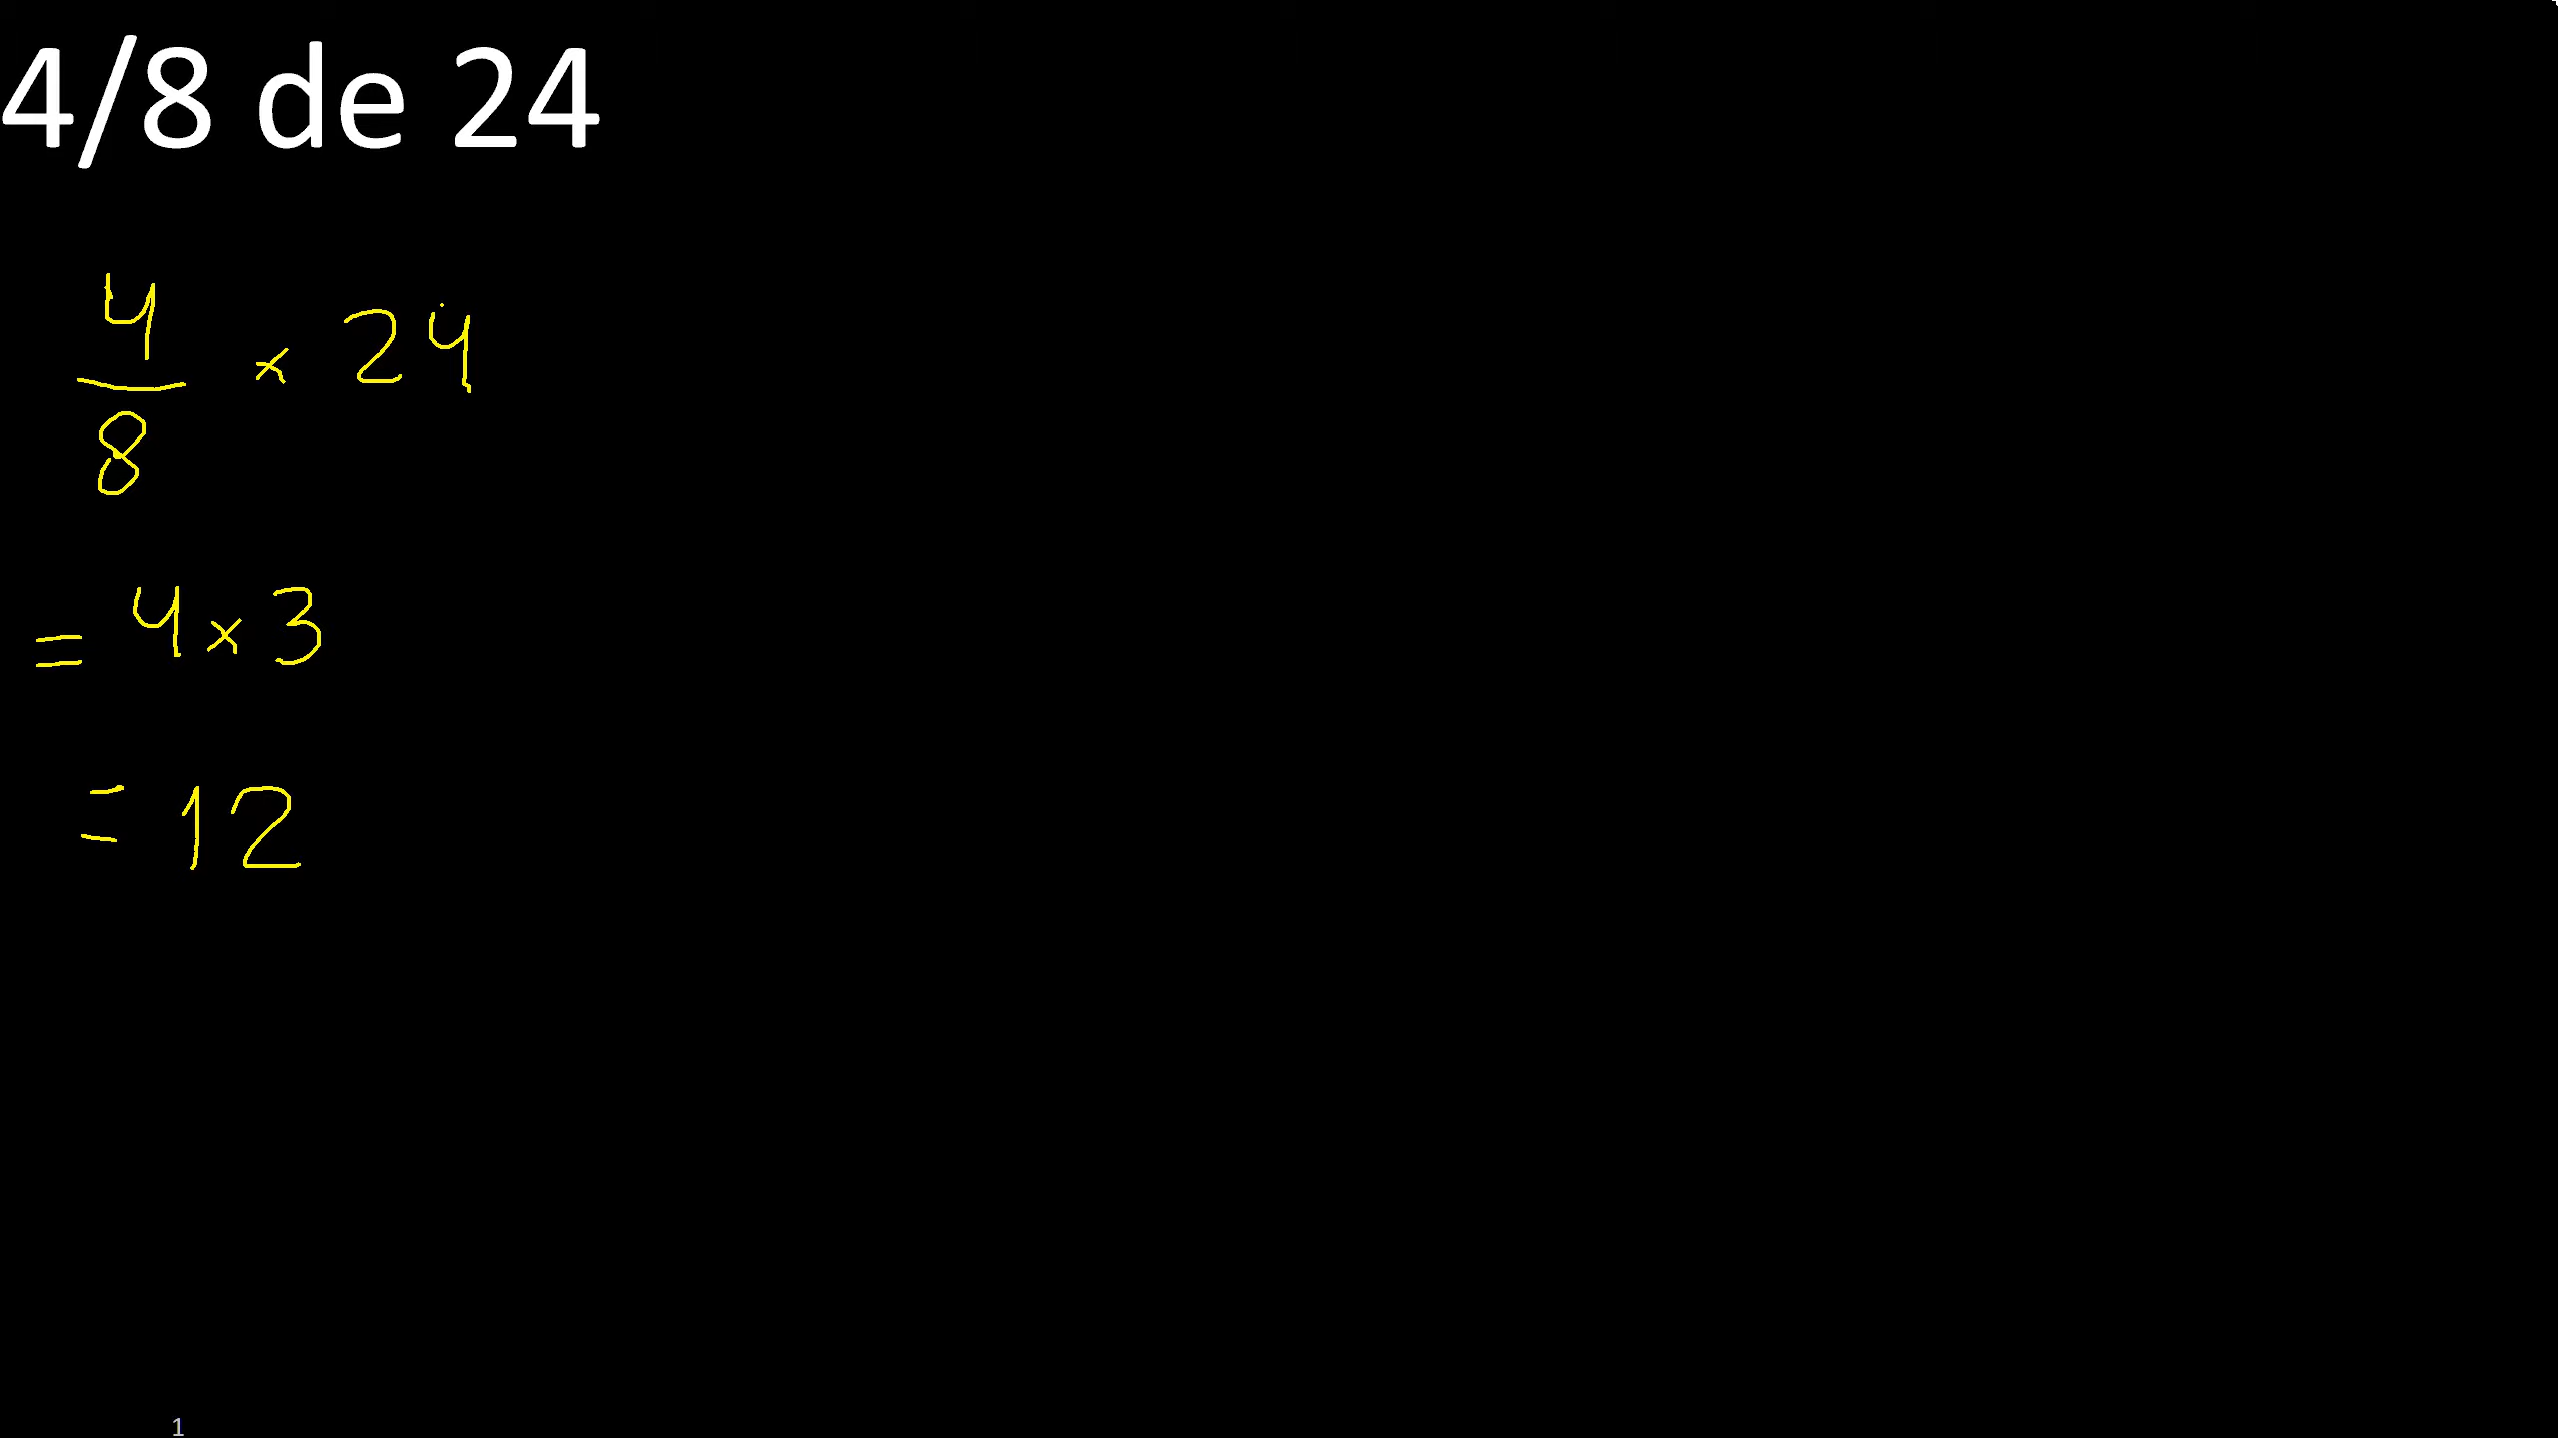 4/8 de 24
4/8 × 24
= 4 × 3
= 12
1